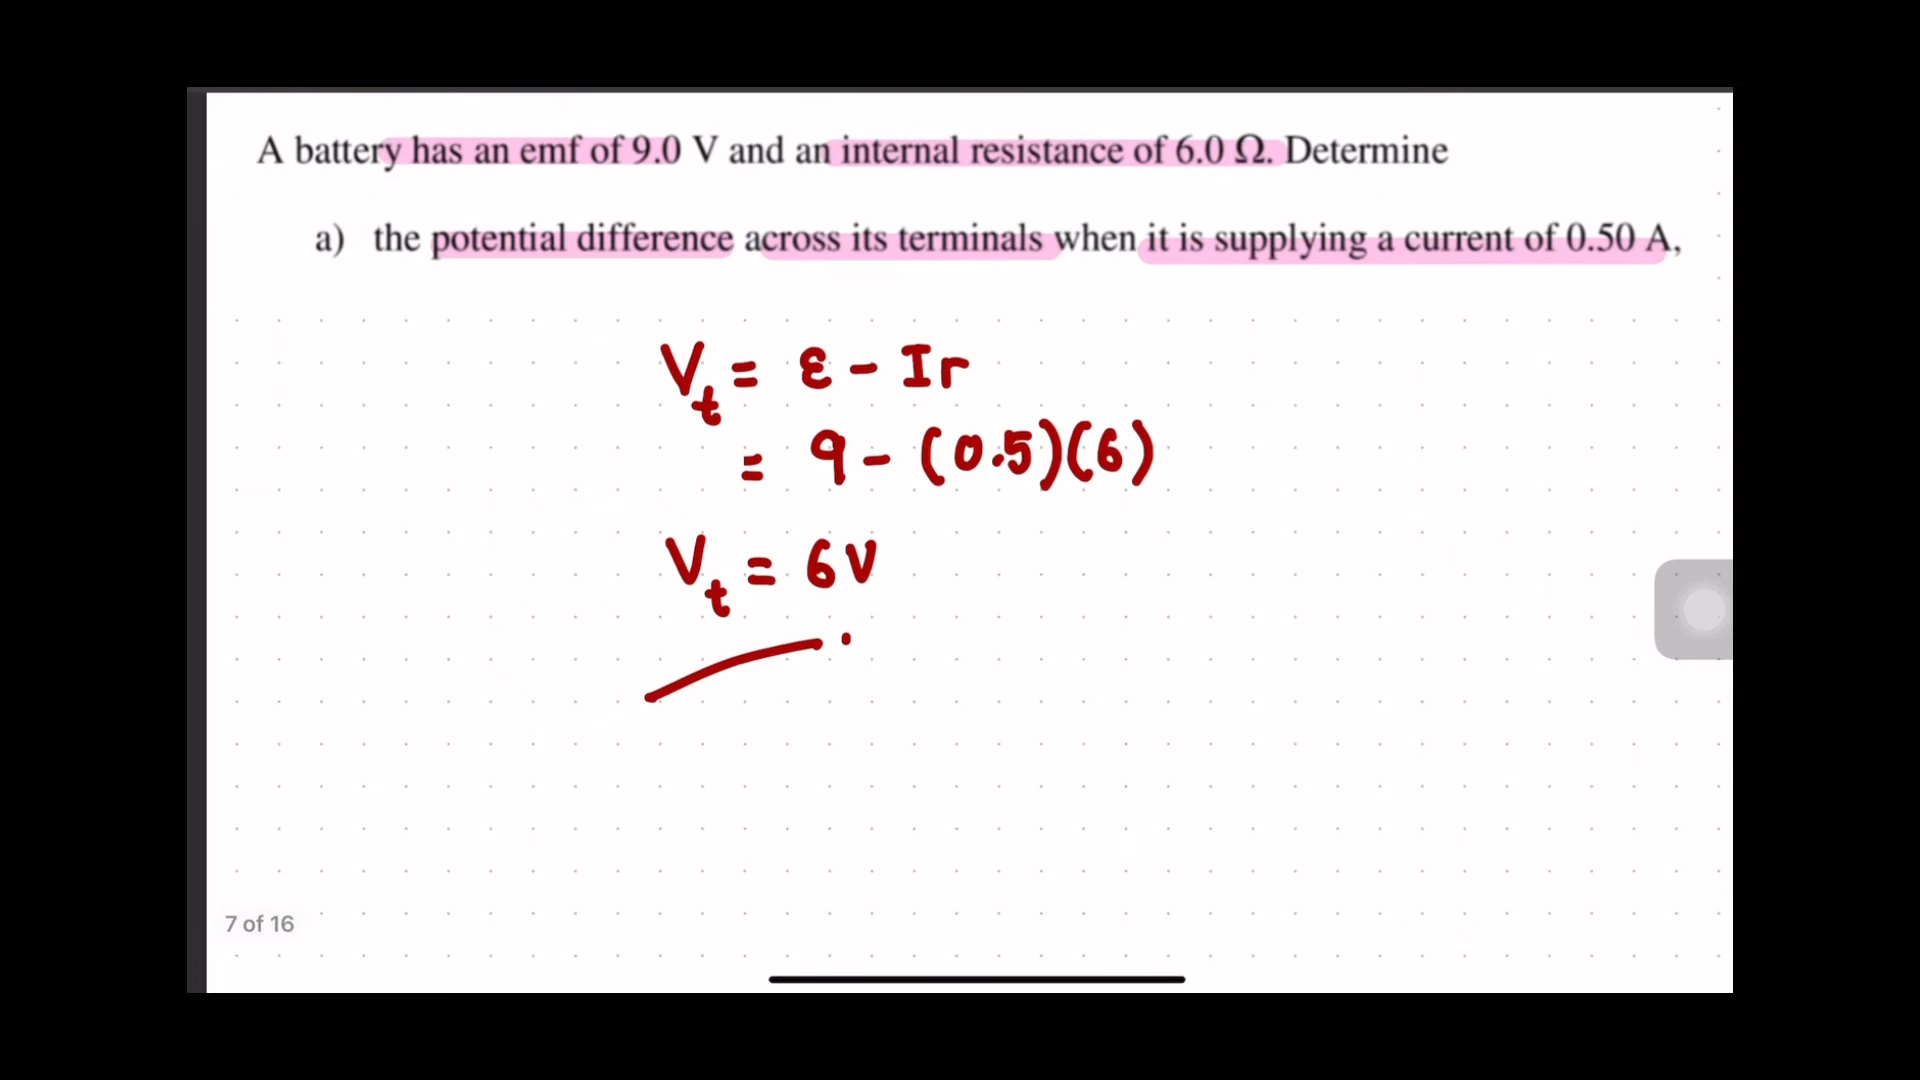 A battery has an emf of 9.0 V and an internal resistance of 6.0 Ω. Determine
a) the potential difference across its terminals when it is supplying a current of 0.50 A,
Vt = ε - Ir
= 9 - (0.5)(6)
Vt = 6V
7 of 16